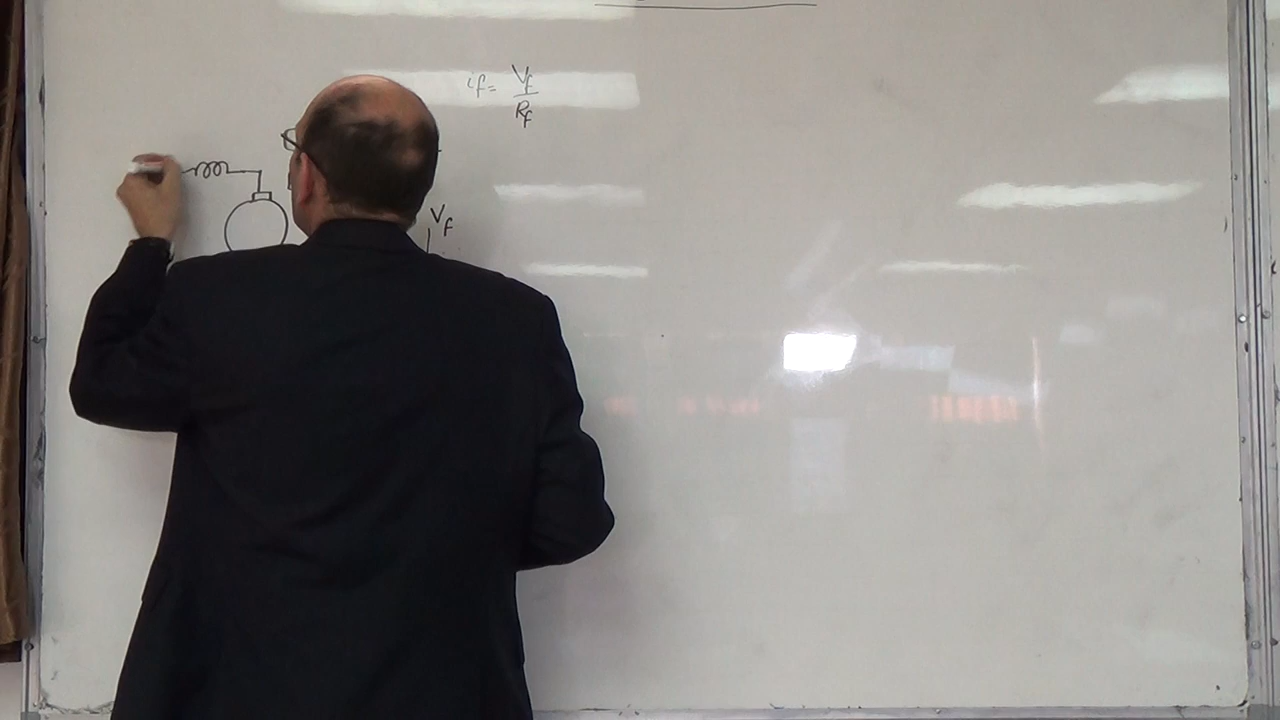 if = Vf / Rf
Vf